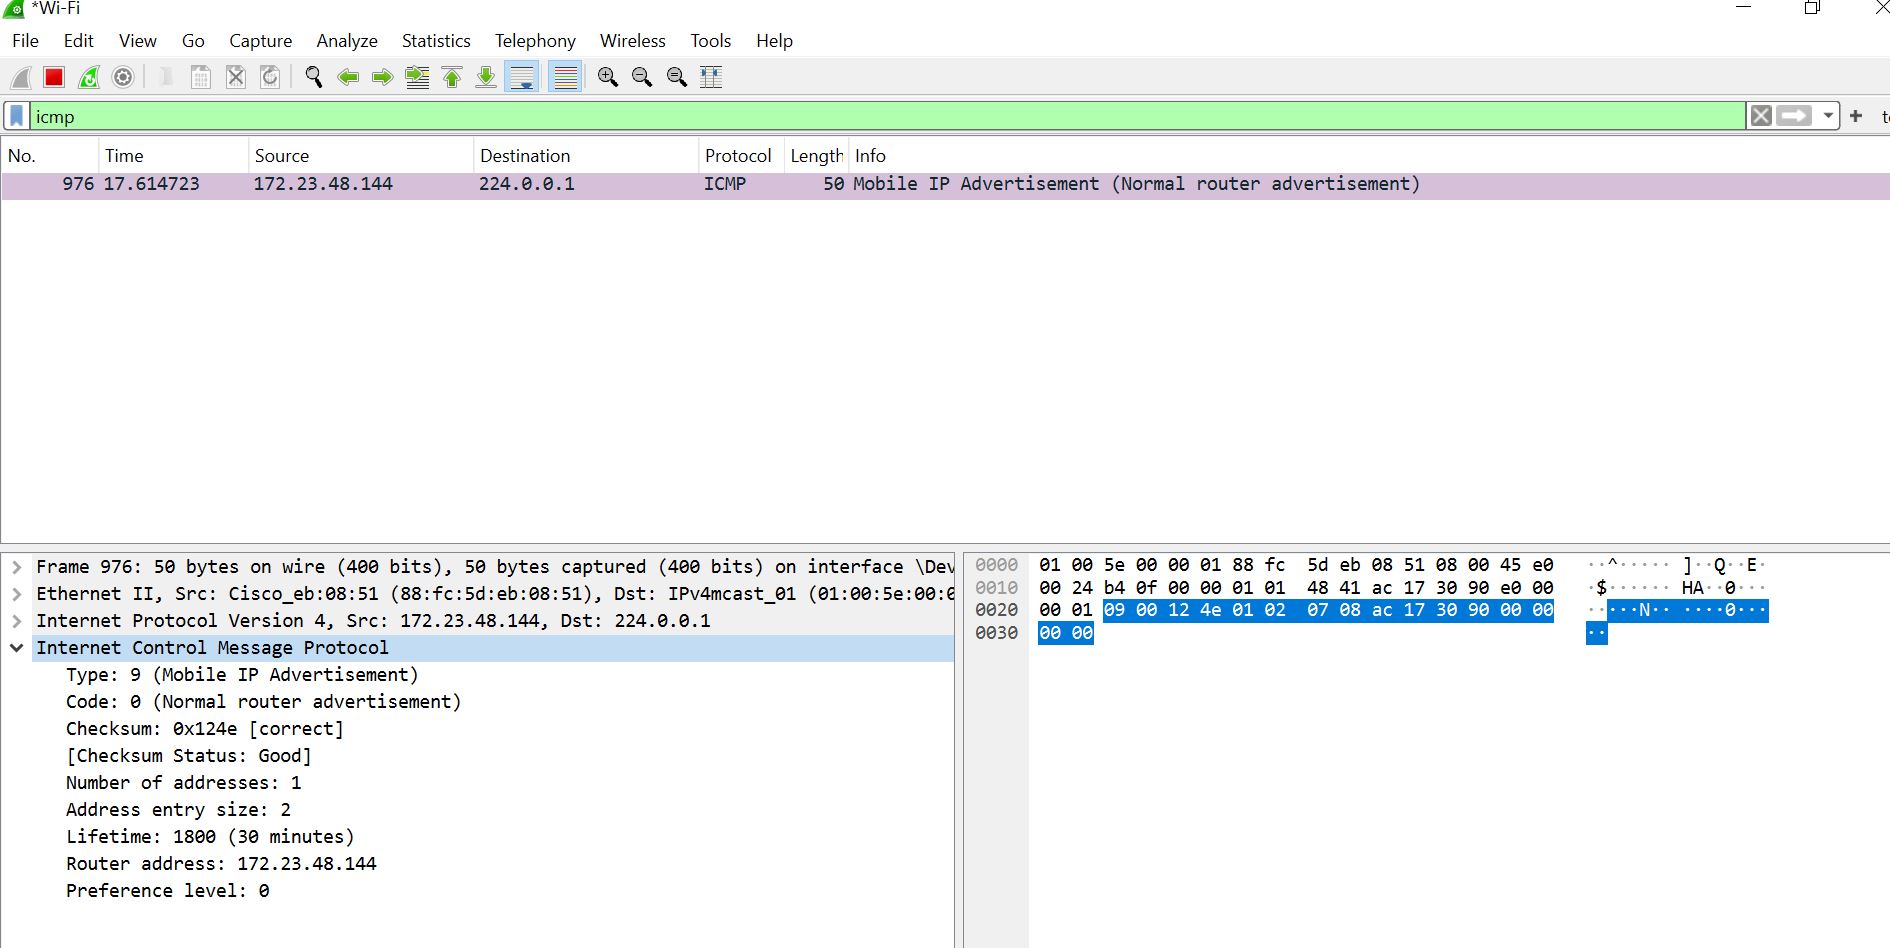 *Wi-Fi
File Edit View Go Capture Analyze Statistics Telephony Wireless Tools Help
icmp
No. Time Source Destination Protocol Length Info
976 17.614723 172.23.48.144 224.0.0.1 ICMP 50 Mobile IP Advertisement (Normal router advertisement)
Frame 976: 50 bytes on wire (400 bits), 50 bytes captured (400 bits) on interface \Dev
Ethernet II, Src: Cisco_eb:08:51 (88:fc:5d:eb:08:51), Dst: IPv4mcast_01 (01:00:5e:00:0
Internet Protocol Version 4, Src: 172.23.48.144, Dst: 224.0.0.1
Internet Control Message Protocol
Type: 9 (Mobile IP Advertisement)
Code: 0 (Normal router advertisement)
Checksum: 0x124e [correct]
[Checksum Status: Good]
Number of addresses: 1
Address entry size: 2
Lifetime: 1800 (30 minutes)
Router address: 172.23.48.144
Preference level: 0
0000 01 00 5e 00 00 01 88 fc 5d eb 08 51 08 00 45 e0 ··^····· ]··Q··E·
0010 00 24 b4 0f 00 00 01 01 48 41 ac 17 30 90 e0 00 ·$······ HA··0···
0020 00 01 09 00 12 4e 01 02 07 08 ac 17 30 90 00 00 ·····N·· ····0···
0030 00 00 ··